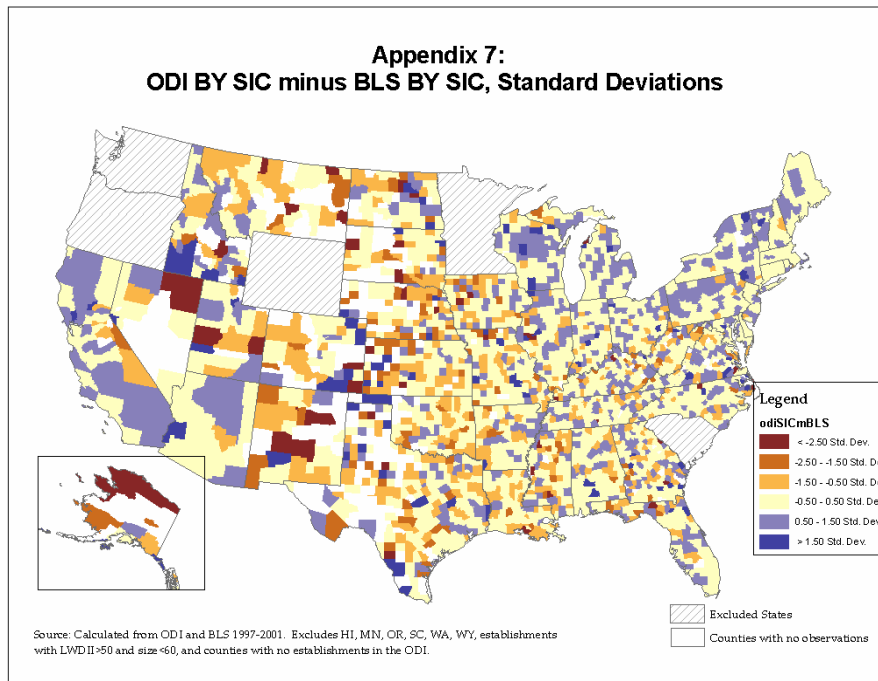 Appendix 7:
ODI BY SIC minus BLS BY SIC, Standard Deviations
Legend
odiSICmBLS
< -2.50 Std. Dev.
-2.50 - -1.50 Std. De
-1.50 - -0.50 Std. De
-0.50 - 0.50 Std. Dev
0.50 - 1.50 Std. Dev.
> 1.50 Std. Dev.
Excluded States
Counties with no observations
Source: Calculated from ODI and BLS 1997-2001. Excludes HI, MN, OR, SC, WA, WY, establishments
with LWDII>50 and size<60, and counties with no establishments in the ODI.